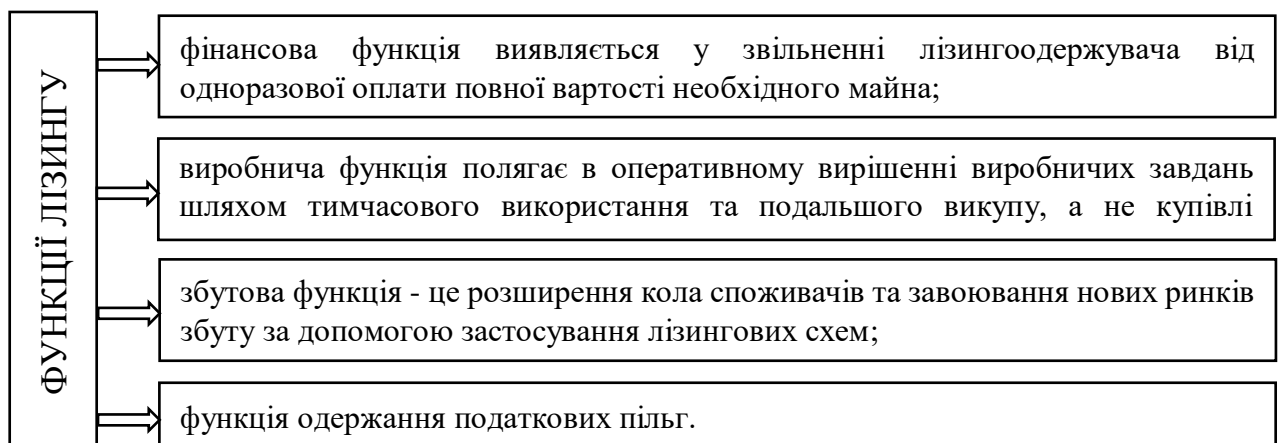 ФУНКЦІЇ ЛІЗИНГУ
фінансова функція виявляється у звільненні лізингоодержувача від
одноразової оплати повної вартості необхідного майна;
виробнича функція полягає в оперативному вирішенні виробничих завдань
шляхом тимчасового використання та подальшого викупу, а не купівлі
збутова функція - це розширення кола споживачів та завоювання нових ринків
збуту за допомогою застосування лізингових схем;
функція одержання податкових пільг.